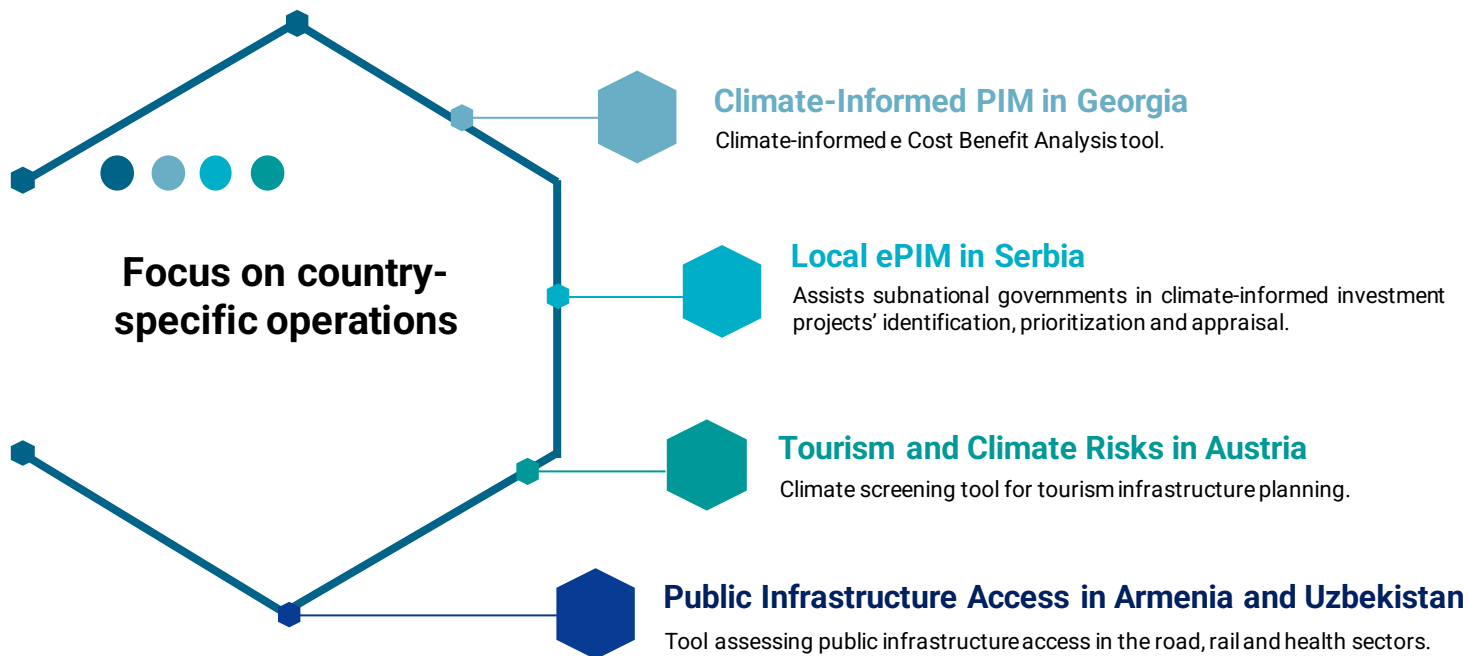 Focus on country-
specific operations
Climate-Informed PIM in Georgia
Climate-informed e Cost Benefit Analysis tool.
Local ePIM in Serbia
Assists subnational governments in climate-informed investment
projects’ identification, prioritization and appraisal.
Tourism and Climate Risks in Austria
Climate screening tool for tourism infrastructure planning.
Public Infrastructure Access in Armenia and Uzbekistan
Tool assessing public infrastructure access in the road, rail and health sectors.